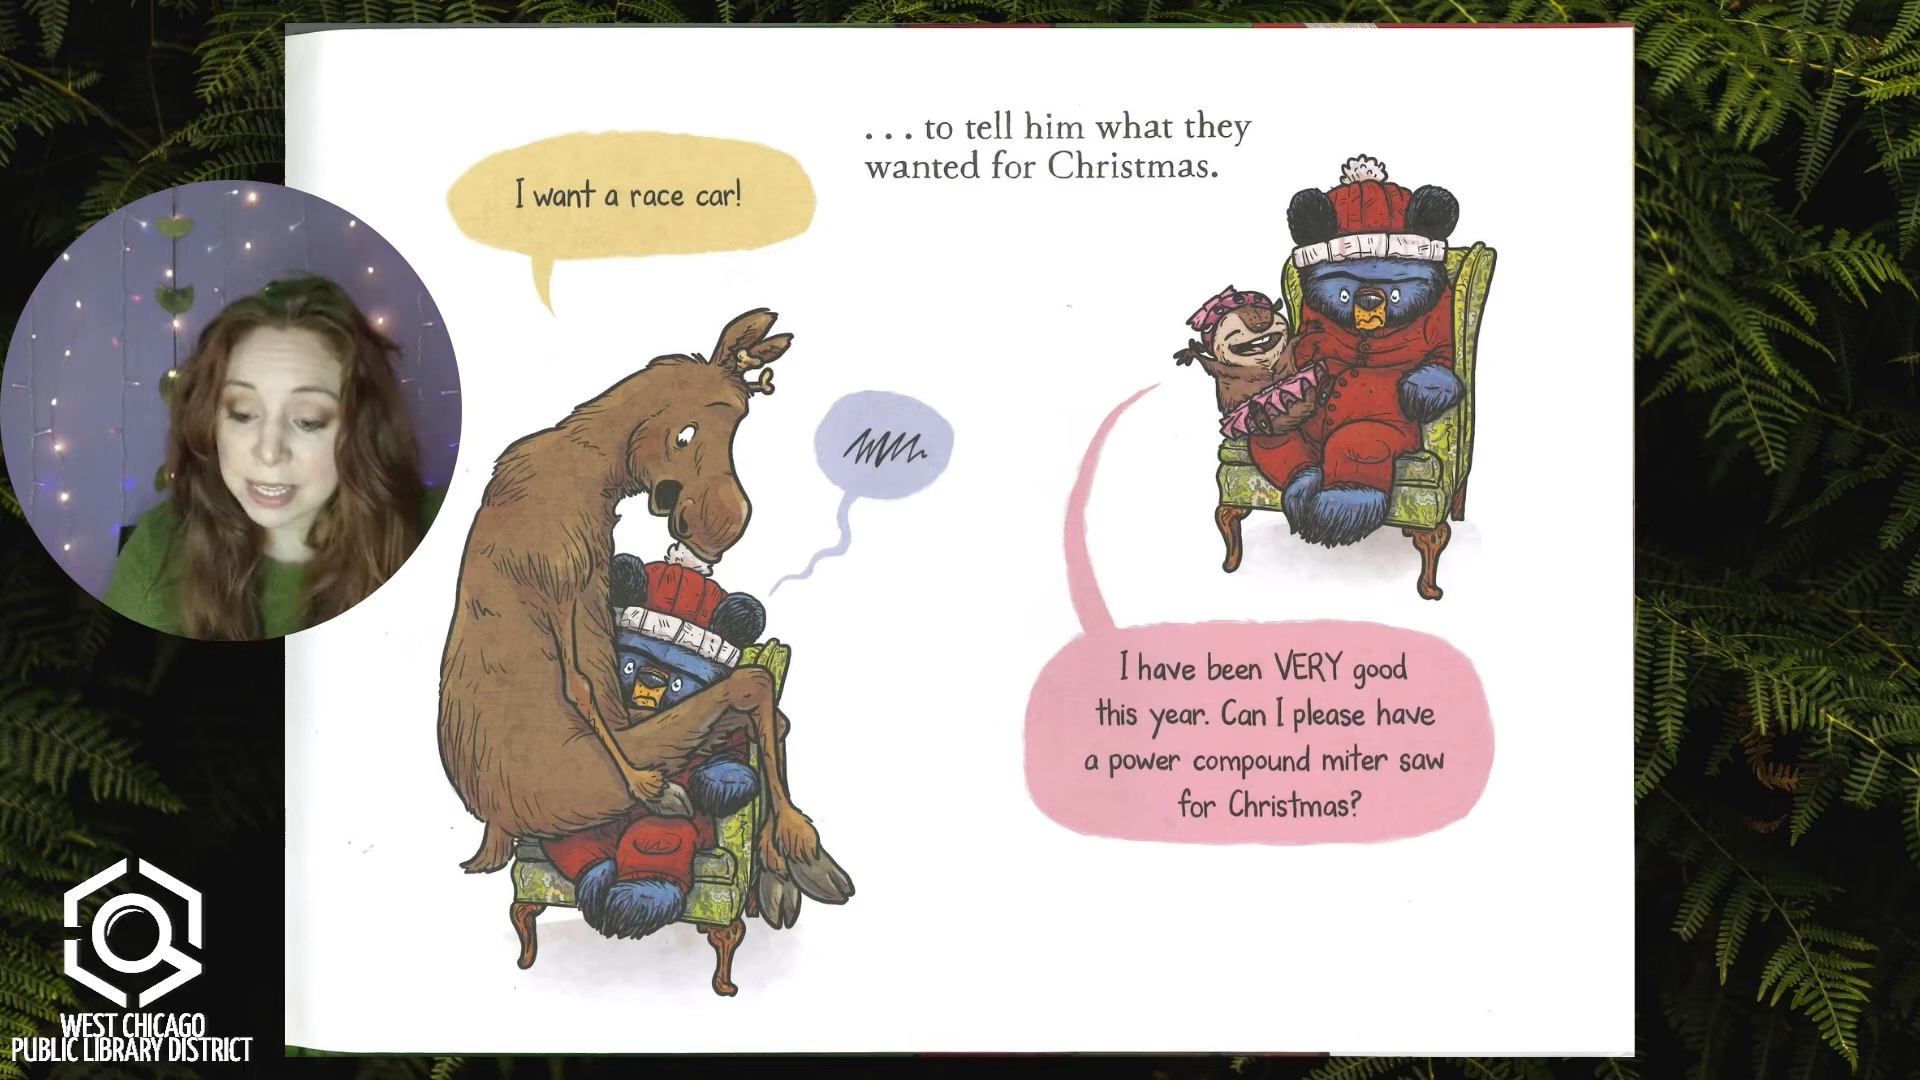 . . . to tell him what they
wanted for Christmas.
I want a race car!
I have been VERY good
this year. Can I please have
a power compound miter saw
for Christmas?
WEST CHICAGO
PUBLIC LIBRARY DISTRICT